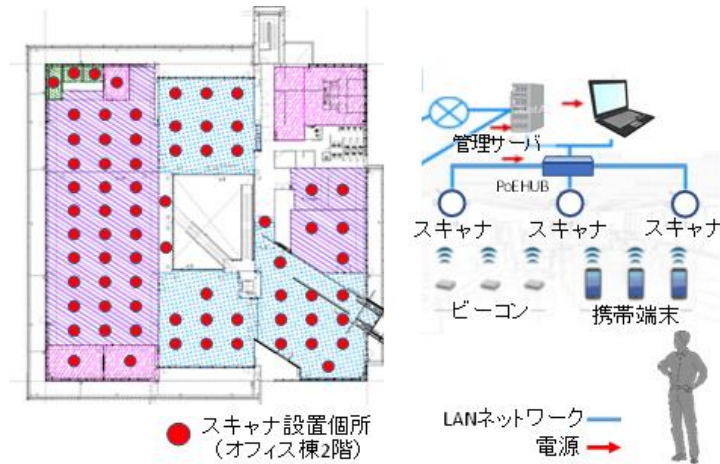 管理サーバ
PoEHUB
スキャナ
スキャナ
スキャナ
ビーコン
携帯端末
スキャナ設置個所
（オフィス棟2階）
LANネットワーク
電源